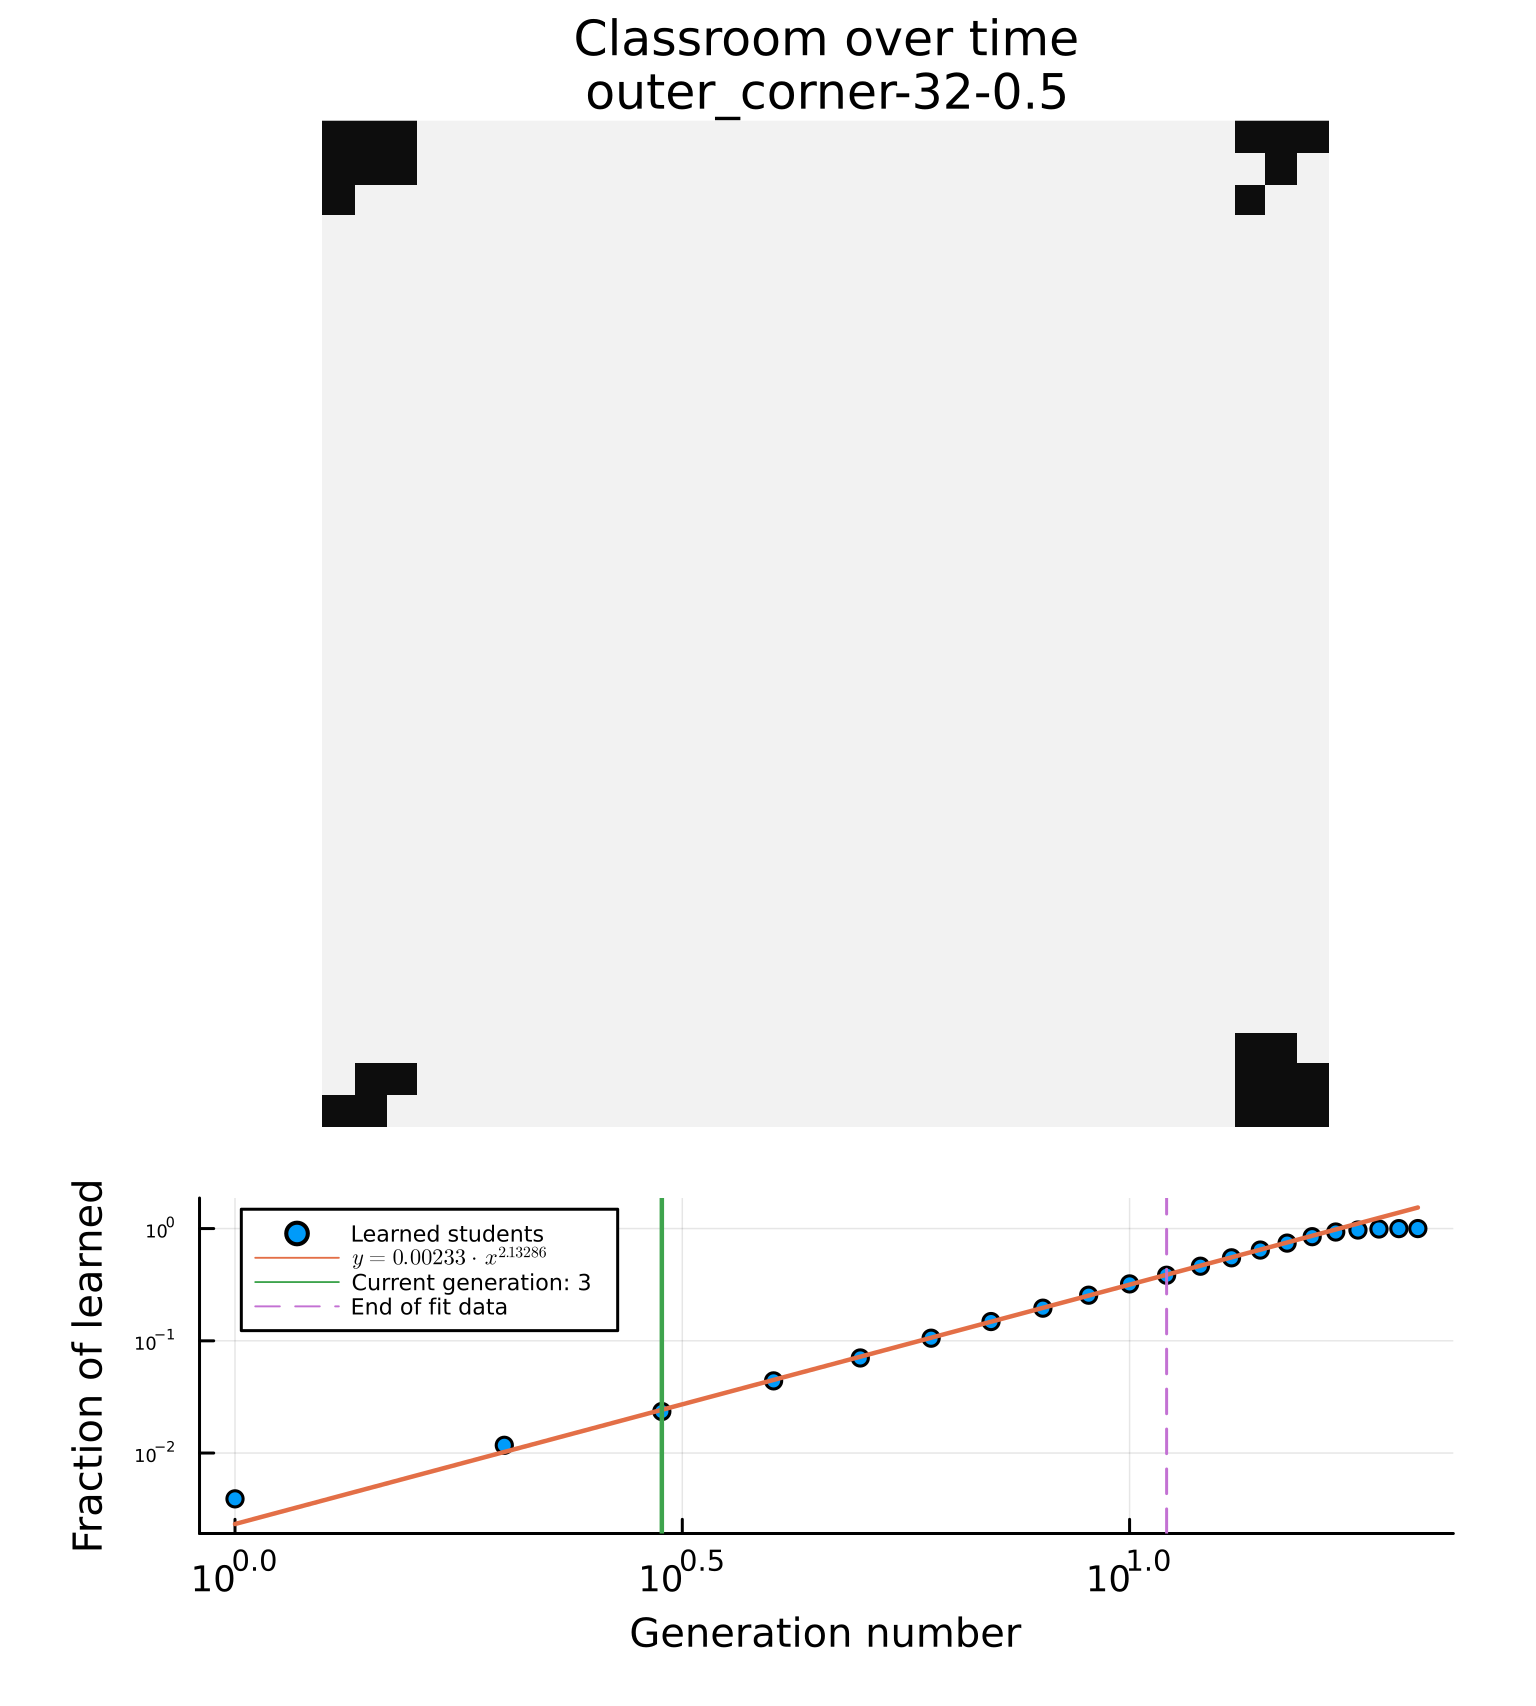 Classroom over time
outer_corner-32-0.5
Fraction of learned
10⁰
10⁻¹
10⁻²
Learned students
y = 0.00233 · x^2.13286
Current generation: 3
End of fit data
10^0.0
10^0.5
10^1.0
Generation number